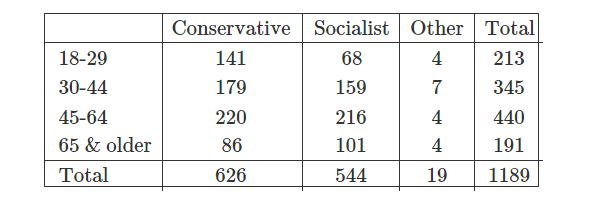 Conservative Socialist Other Total
18-29 141 68 4 213
30-44 179 159 7 345
45-64 220 216 4 440
65 & older 86 101 4 191
Total 626 544 19 1189